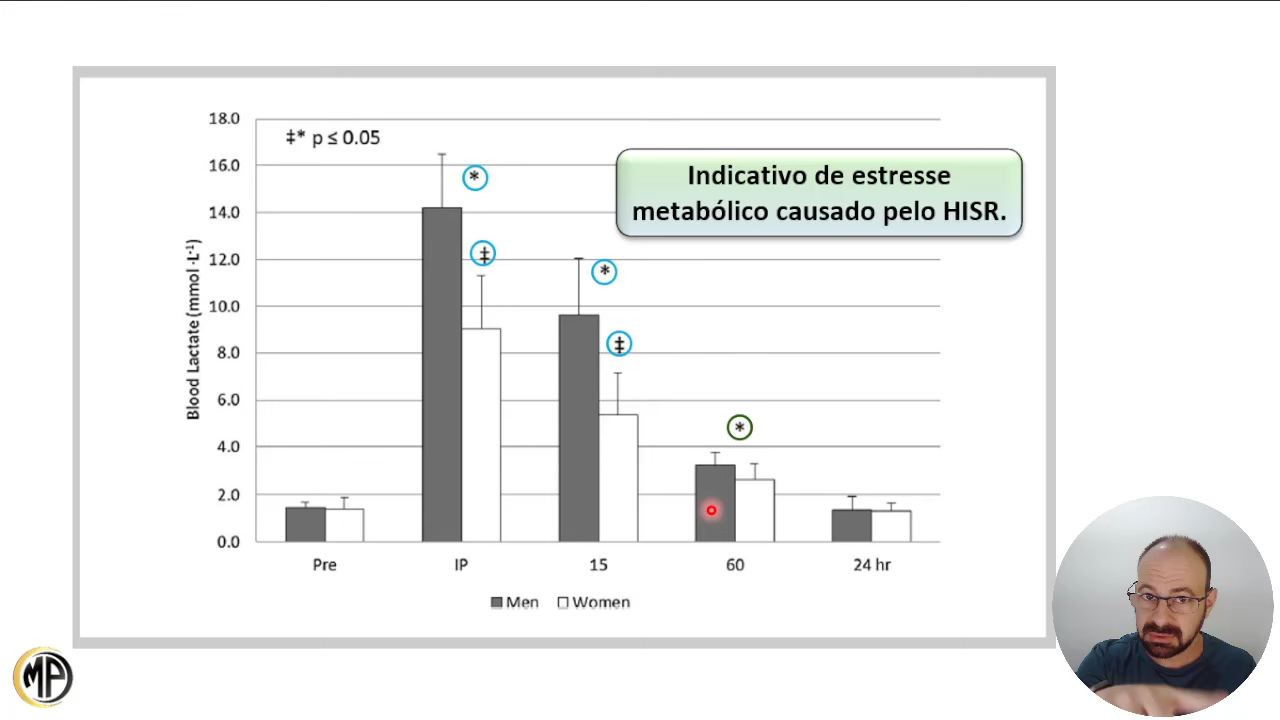 18.0
‡* p ≤ 0.05
16.0
*
Indicativo de estresse
metabólico causado pelo HISR.
14.0
‡
12.0
*
10.0
Blood Lactate (mmol ·L-¹)
8.0
‡
6.0
*
4.0
2.0
0.0
Pre IP 15 60 24 hr
Men Women
MP